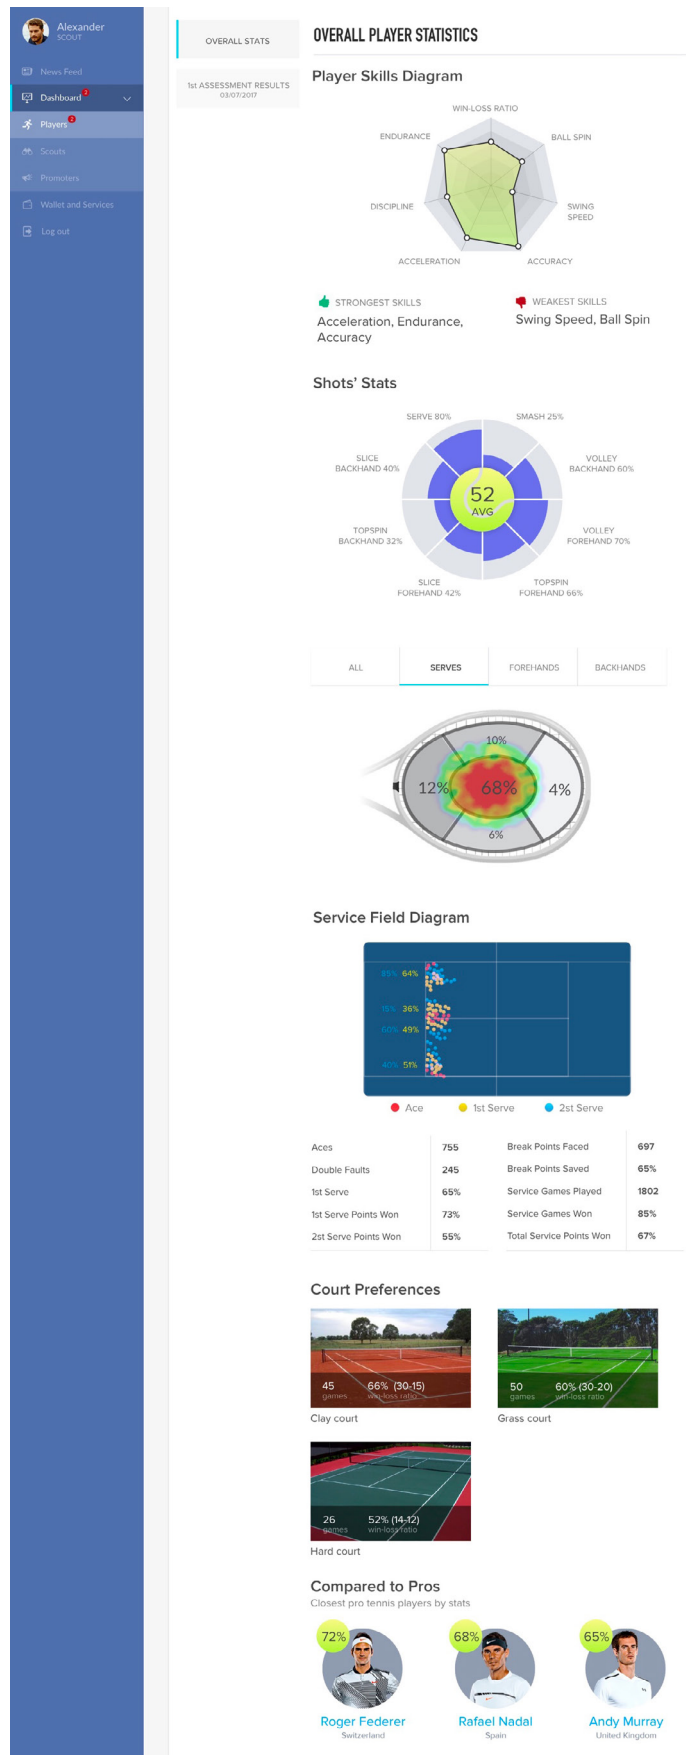 Alexander
SCOUT
News Feed
Dashboard 2
Players 2
Scouts
Promoters
Wallet and Services
Log out
OVERALL STATS
1st ASSESSMENT RESULTS
03/07/2017
OVERALL PLAYER STATISTICS
Player Skills Diagram
WIN-LOSS RATIO
ENDURANCE
BALL SPIN
DISCIPLINE
SWING
SPEED
ACCELERATION
ACCURACY
STRONGEST SKILLS
Acceleration, Endurance,
Accuracy
WEAKEST SKILLS
Swing Speed, Ball Spin
Shots' Stats
SERVE 80%
SMASH 25%
SLICE
BACKHAND 40%
VOLLEY
BACKHAND 60%
52
AVG
TOPSPIN
BACKHAND 32%
VOLLEY
FOREHAND 70%
SLICE
FOREHAND 42%
TOPSPIN
FOREHAND 66%
ALL
SERVES
FOREHANDS
BACKHANDS
10%
12%
68%
4%
6%
Service Field Diagram
85% 64%
15% 36%
60% 49%
40% 51%
Ace
1st Serve
2st Serve
Aces 755
Double Faults 245
1st Serve 65%
1st Serve Points Won 73%
2st Serve Points Won 55%
Break Points Faced 697
Break Points Saved 65%
Service Games Played 1802
Service Games Won 85%
Total Service Points Won 67%
Court Preferences
45 66% (30-15)
games win-loss ratio
Clay court
50 60% (30-20)
games win-loss ratio
Grass court
26 52% (14-12)
games win-loss ratio
Hard court
Compared to Pros
Closest pro tennis players by stats
72%
68%
65%
Roger Federer
Switzerland
Rafael Nadal
Spain
Andy Murray
United Kingdom